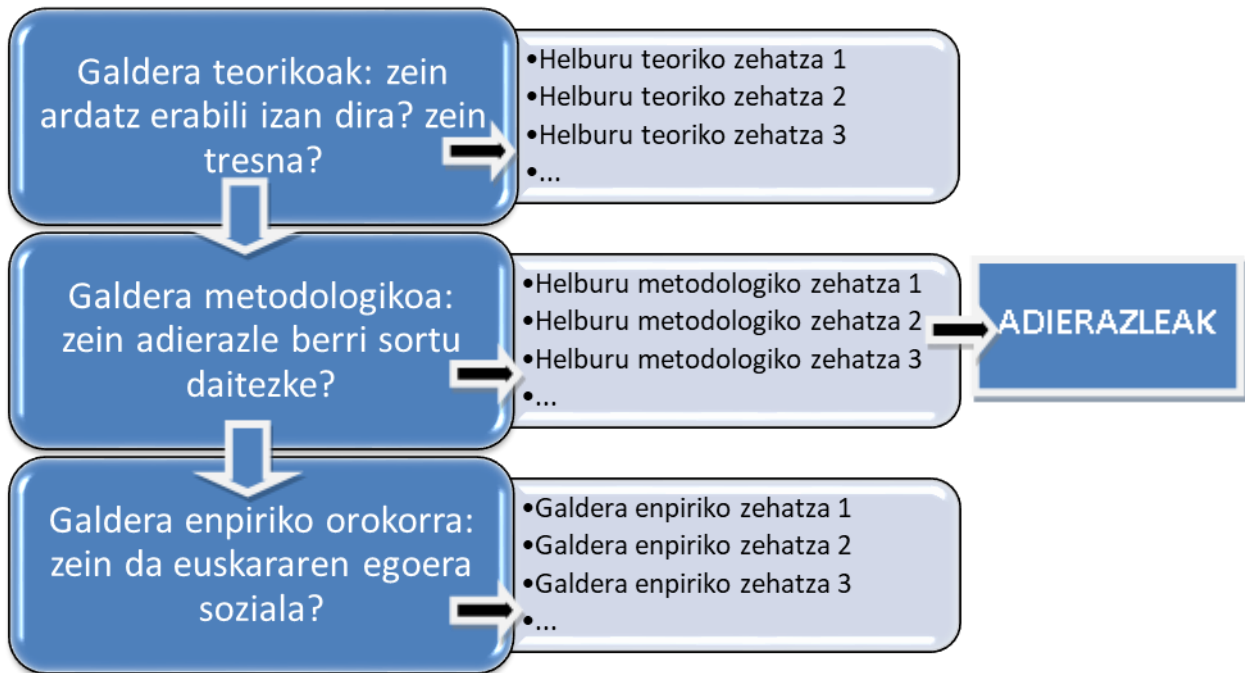 Galdera teorikoak: zein
ardatz erabili izan dira? zein
tresna?
•Helburu teoriko zehatza 1
•Helburu teoriko zehatza 2
•Helburu teoriko zehatza 3
•...
Galdera metodologikoa:
zein adierazle berri sortu
daitezke?
•Helburu metodologiko zehatza 1
•Helburu metodologiko zehatza 2
•Helburu metodologiko zehatza 3
•...
ADIERAZLEAK
Galdera enpiriko orokorra:
zein da euskararen egoera
soziala?
•Galdera enpiriko zehatza 1
•Galdera enpiriko zehatza 2
•Galdera enpiriko zehatza 3
•...